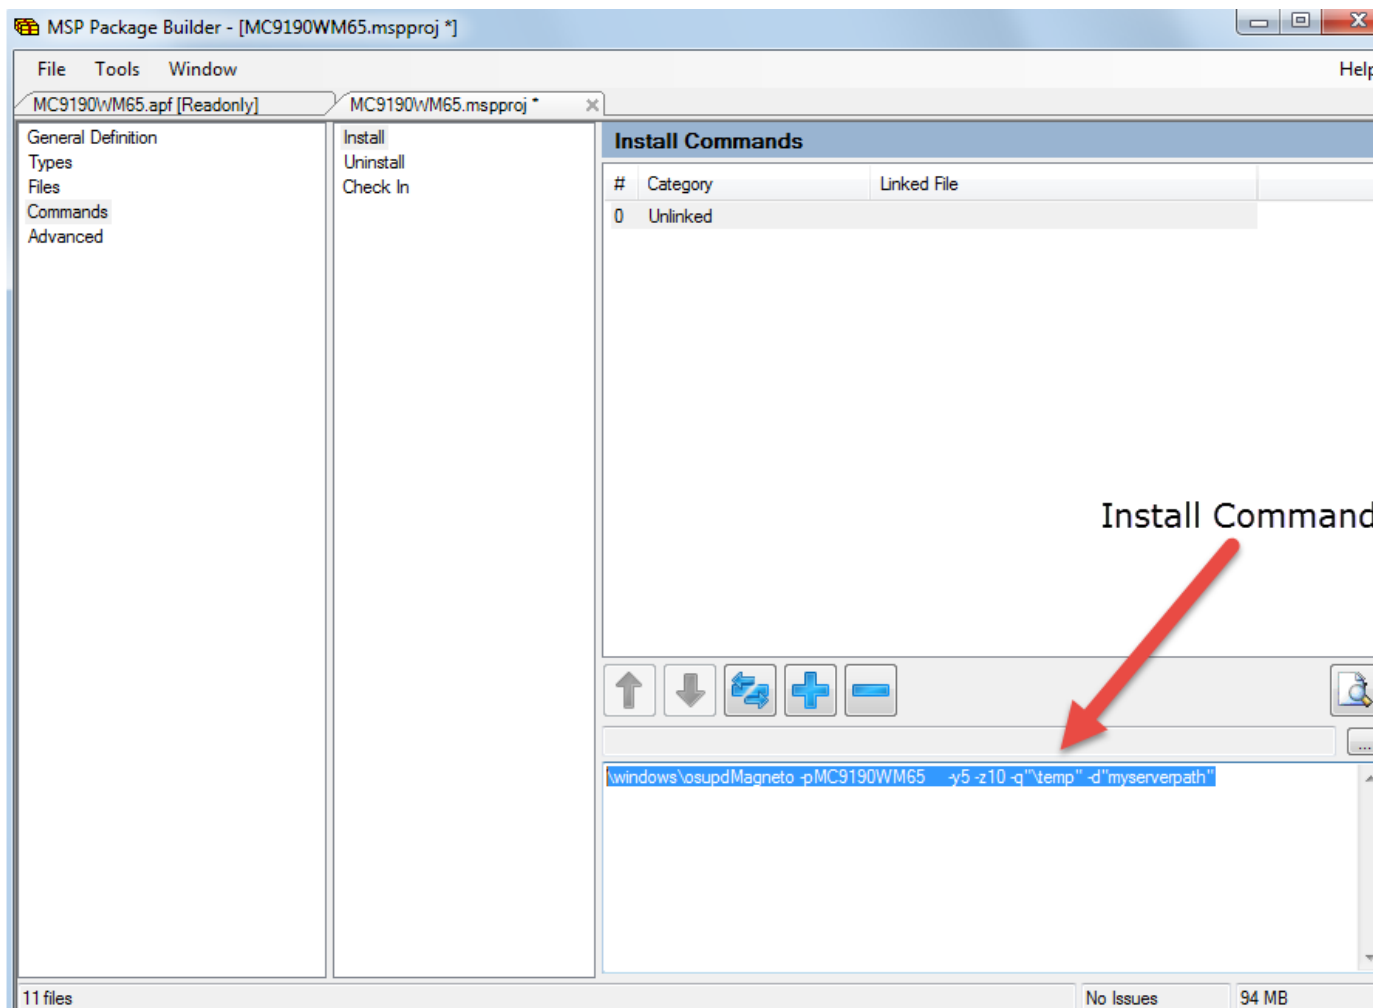 MSP Package Builder - [MC9190WM65.mspproj *]
File Tools Window Help
MC9190WM65.apf [Readonly] MC9190WM65.mspproj *
General Definition
Types
Files
Commands
Advanced
Install
Uninstall
Check In
Install Commands
# Category Linked File
0 Unlinked
Install Command
...
\windows\osupdMagneto -pMC9190WM65 -y5 -z10 -q"\temp" -d"myserverpath"
11 files No Issues 94 MB